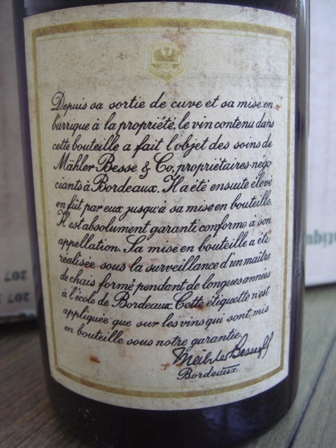 Depuis sa sortie de cuve et sa mise en
barrique à la propriété, le vin contenu dans
cette bouteille a fait l'objet des soins de
Mähler Besse & Co, propriétaires-négo-
ciants à Bordeaux. Il a été ensuite élevé
en fût par eux jusqu'à sa mise en bouteille.
Il est absolument garanti conforme à son
appellation. Sa mise en bouteille a été
réalisée sous la surveillance d'un maître
de chais formé pendant de longues années
à l'école de Bordeaux. Cette étiquette n'est
appliquée que sur les vins qui sont mis
en bouteille sous notre garantie.
Mähler Besse & Co
Bordeaux
207